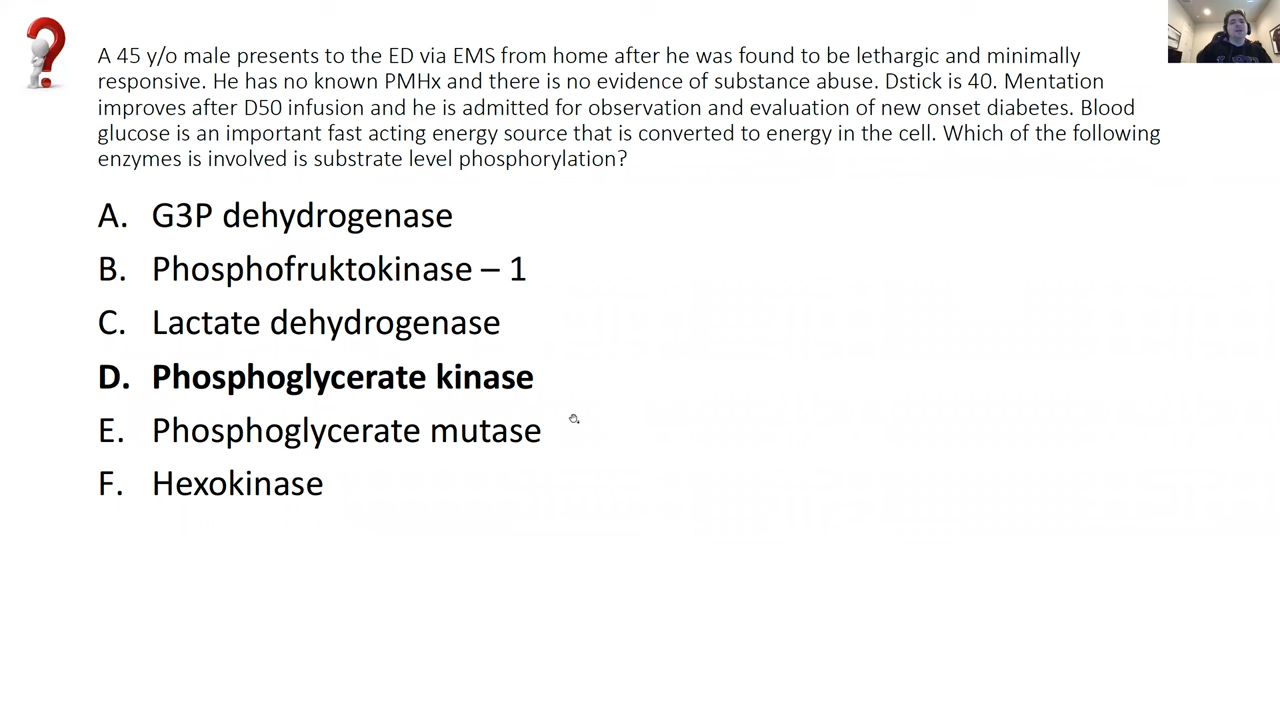 A 45 y/o male presents to the ED via EMS from home after he was found to be lethargic and minimally
responsive. He has no known PMHx and there is no evidence of substance abuse. Dstick is 40. Mentation
improves after D50 infusion and he is admitted for observation and evaluation of new onset diabetes. Blood
glucose is an important fast acting energy source that is converted to energy in the cell. Which of the following
enzymes is involved is substrate level phosphorylation?
A. G3P dehydrogenase
B. Phosphofruktokinase – 1
C. Lactate dehydrogenase
D. Phosphoglycerate kinase
E. Phosphoglycerate mutase
F. Hexokinase